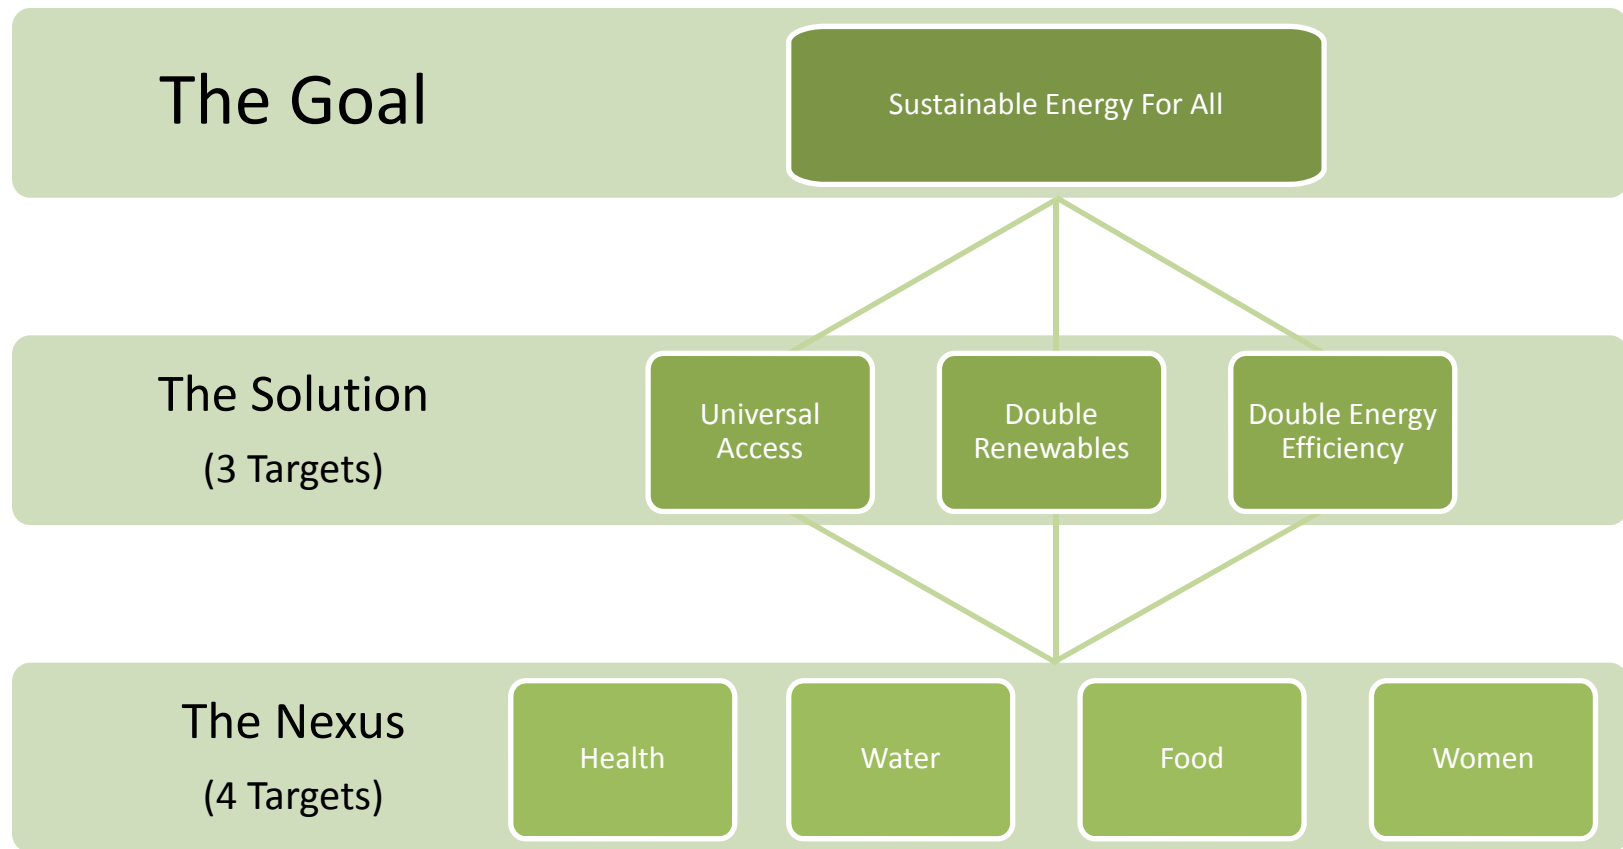 The Goal
Sustainable Energy For All
The Solution
(3 Targets)
Universal
Access
Double
Renewables
Double Energy
Efficiency
The Nexus
(4 Targets)
Health
Water
Food
Women